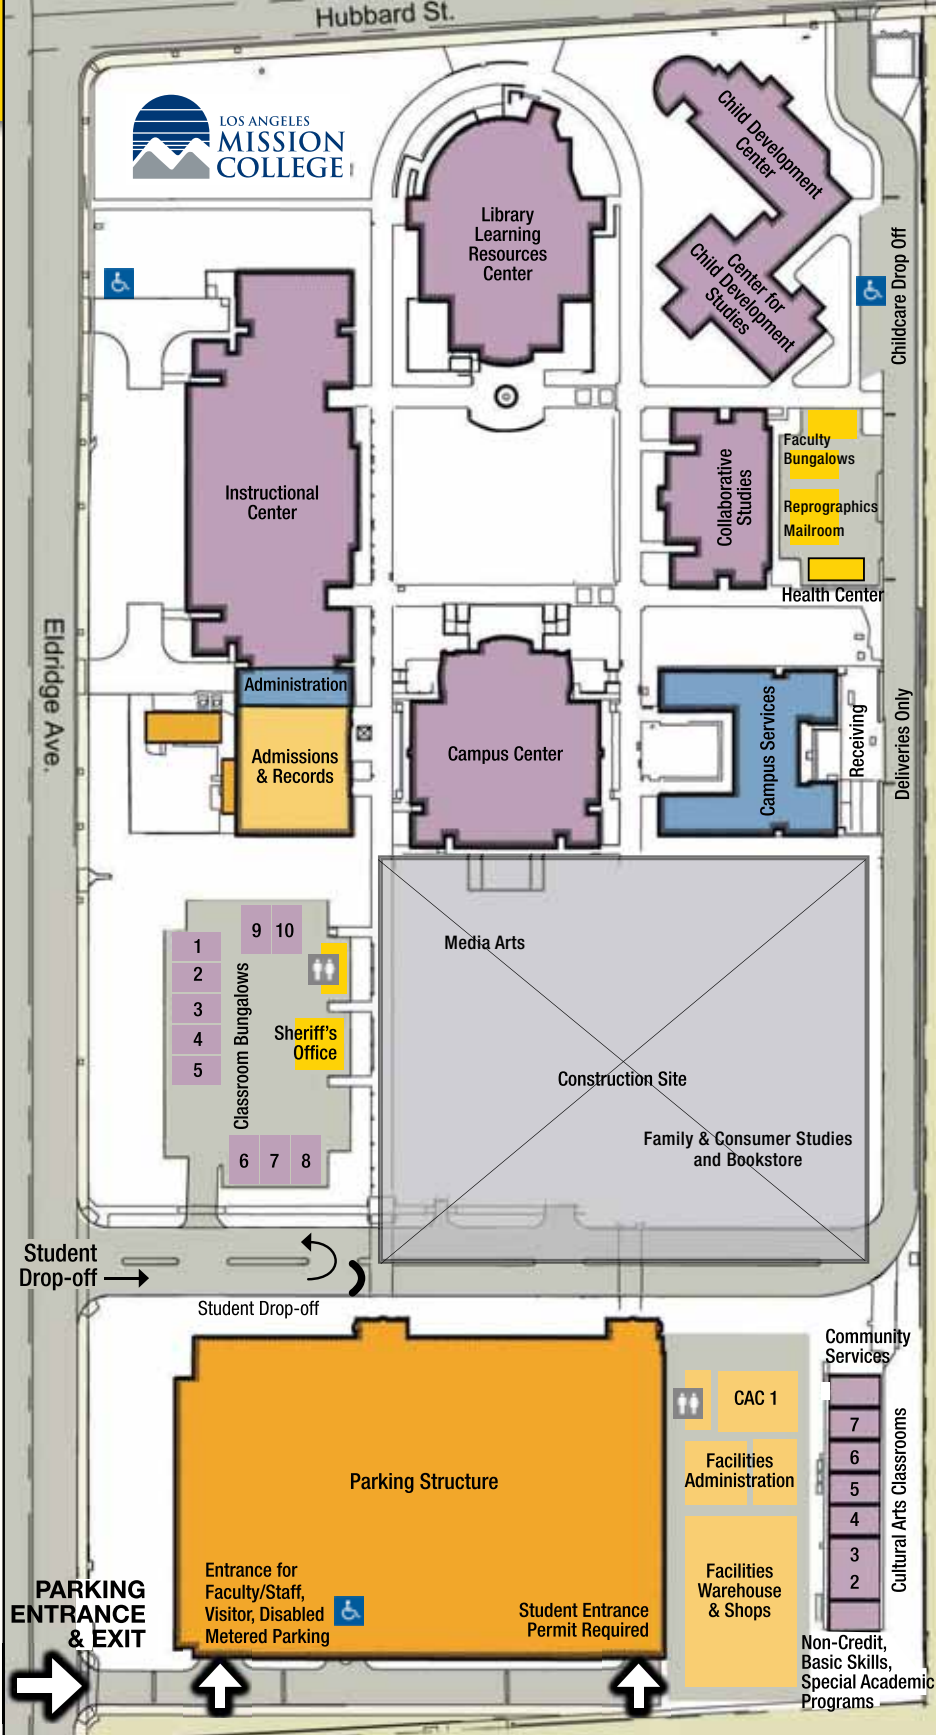 Hubbard St.
LOS ANGELES
MISSION
COLLEGE
Library
Learning
Resources
Center
Child Development
Center
Center for
Child Development
Studies
Childcare Drop Off
Instructional
Center
Collaborative
Studies
Faculty
Bungalows
Reprographics
Mailroom
Health Center
Eldridge Ave.
Administration
Admissions
& Records
Campus Center
Campus Services
Receiving
Deliveries Only
9 10
1
2
3
4
5
Classroom Bungalows
Sheriff's
Office
6 7 8
Media Arts
Construction Site
Family & Consumer Studies
and Bookstore
Student
Drop-off
Student Drop-off
Parking Structure
Entrance for
Faculty/Staff,
Visitor, Disabled
Metered Parking
Student Entrance
Permit Required
PARKING
ENTRANCE
& EXIT
CAC 1
Facilities
Administration
Facilities
Warehouse
& Shops
Community
Services
7
6
5
4
3
2
Cultural Arts Classrooms
Non-Credit,
Basic Skills,
Special Academic
Programs